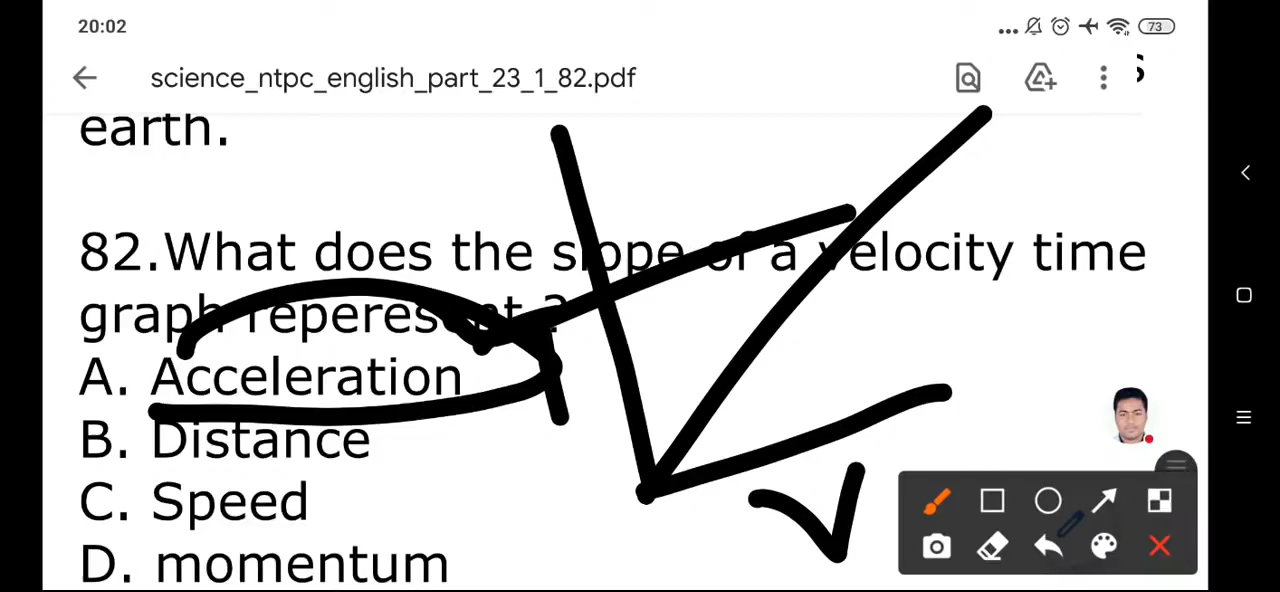 20:02
73
science_ntpc_english_part_23_1_82.pdf
s
earth.
82.What does the slope of a velocity time
graph reperesent ?
A. Acceleration
B. Distance
C. Speed
D. momentum
V